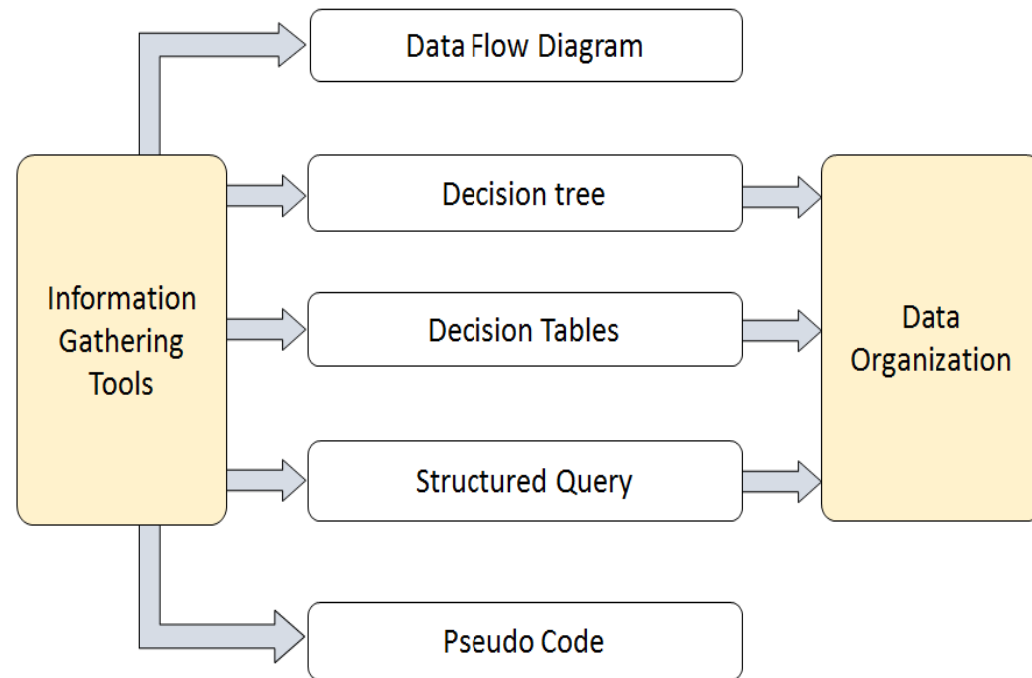 Data Flow Diagram
Decision tree
Information
Gathering
Tools
Decision Tables
Data
Organization
Structured Query
Pseudo Code